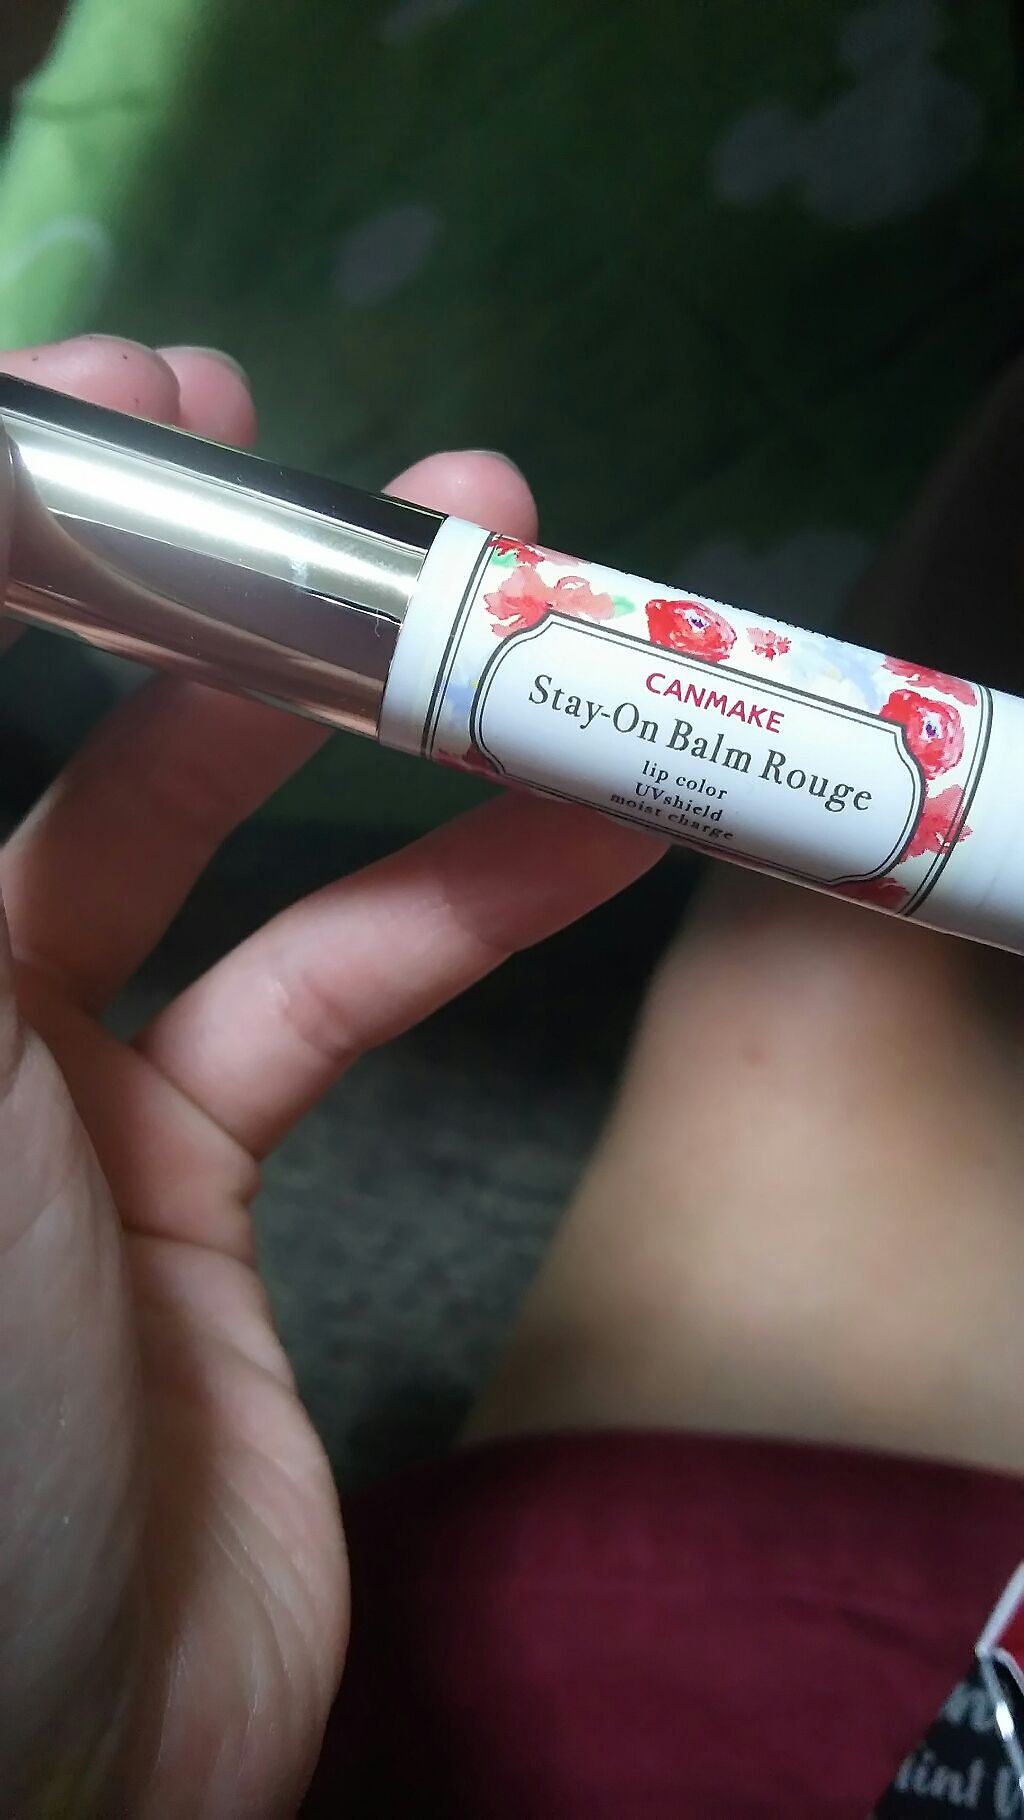 CANMAKE
Stay-On Balm Rouge
lip color
UVshield
moist charge